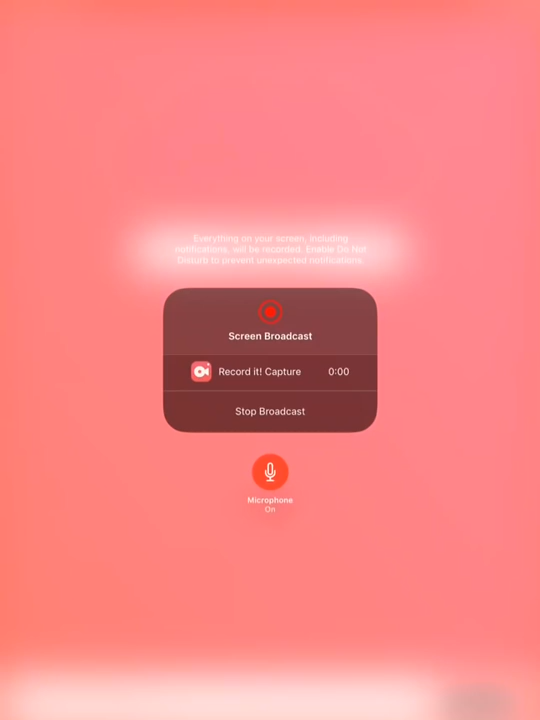 Everything on your screen, including
notifications, will be recorded. Enable Do Not
Disturb to prevent unexpected notifications.
Screen Broadcast
Record it! Capture 0:00
Stop Broadcast
Microphone
On